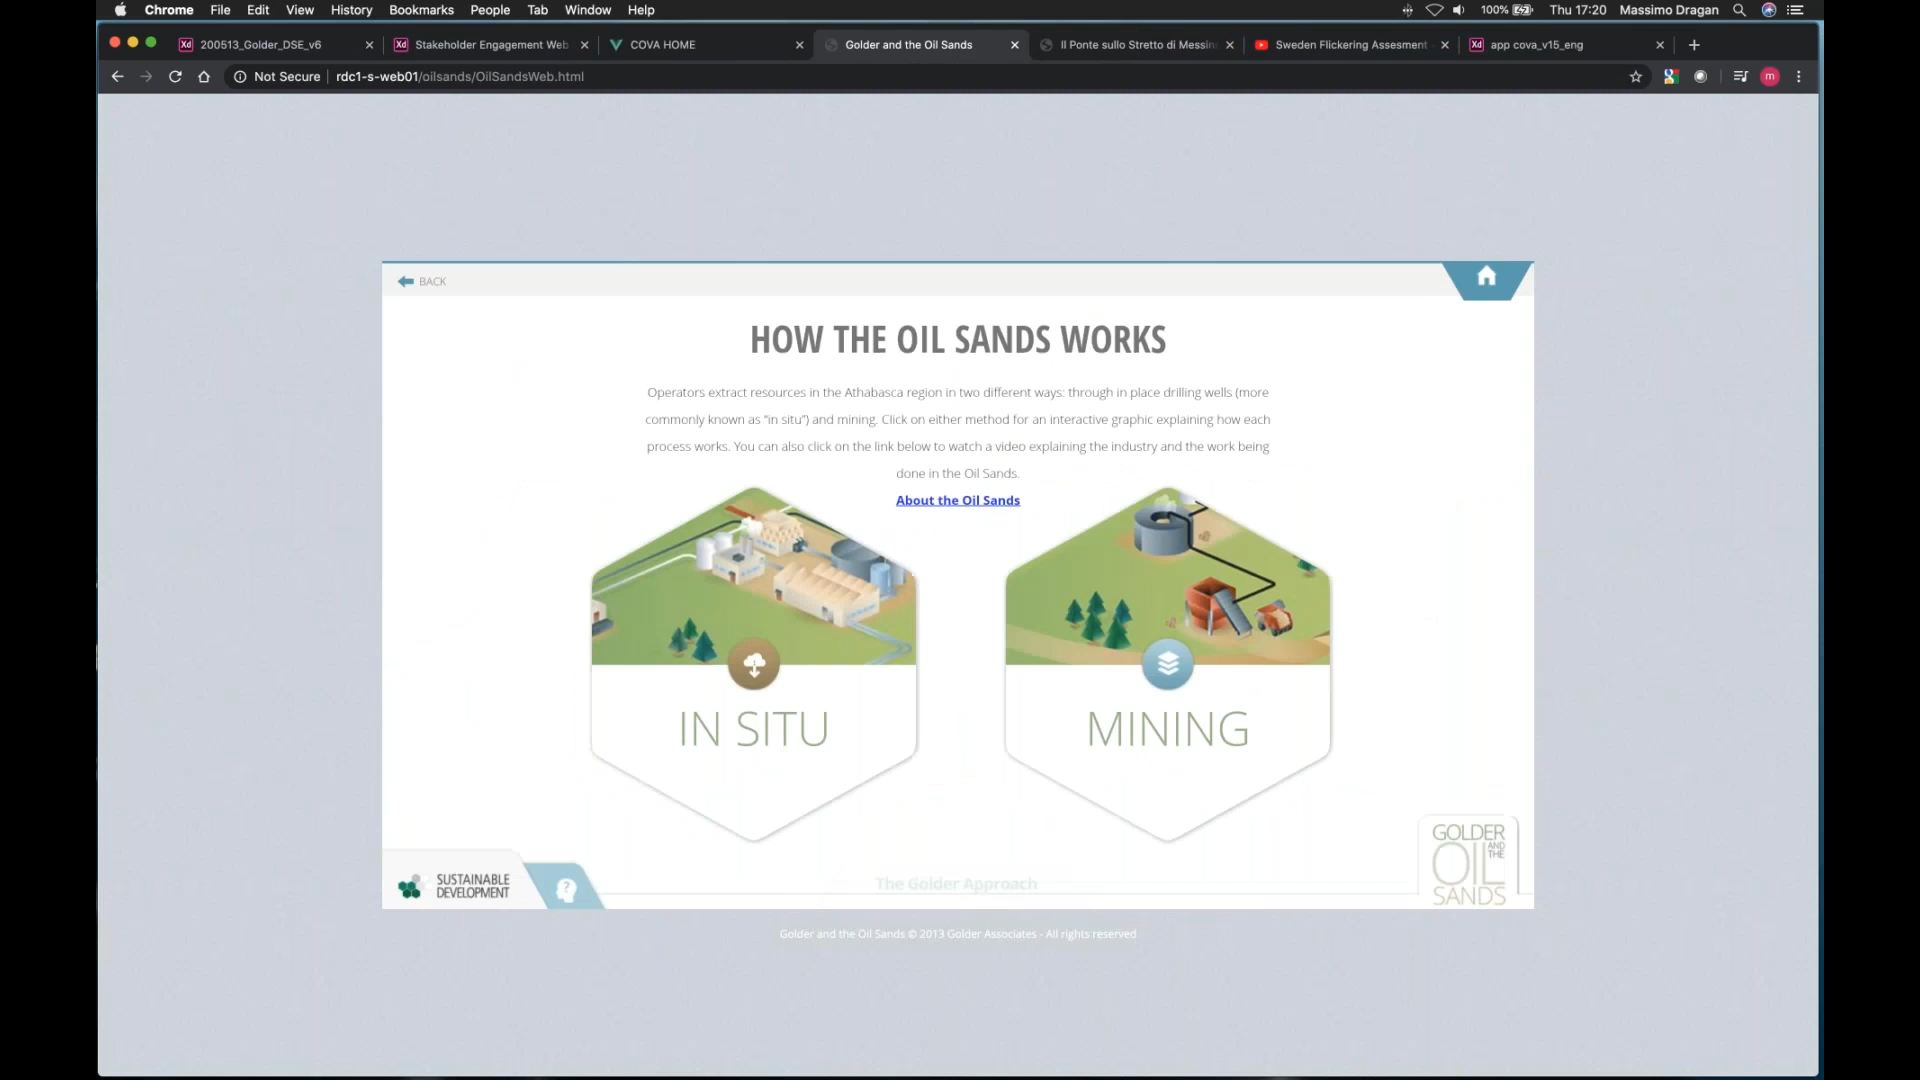 Chrome File Edit View History Bookmarks People Tab Window Help 100% Thu 17:20 Massimo Dragan
200513_Golder_DSE_v6 Stakeholder Engagement Web COVA HOME Golder and the Oil Sands Il Ponte sullo Stretto di Messin Sweden Flickering Assesment app cova_v15_eng
Not Secure rdc1-s-web01/oilsands/OilSandsWeb.html m
BACK
HOW THE OIL SANDS WORKS
Operators extract resources in the Athabasca region in two different ways: through in place drilling wells (more
commonly known as "in situ") and mining. Click on either method for an interactive graphic explaining how each
process works. You can also click on the link below to watch a video explaining the industry and the work being
done in the Oil Sands.
About the Oil Sands
IN SITU
MINING
SUSTAINABLE
DEVELOPMENT
?
The Golder Approach
GOLDER
AND THE
OIL
SANDS
Golder and the Oil Sands © 2013 Golder Associates - All rights reserved